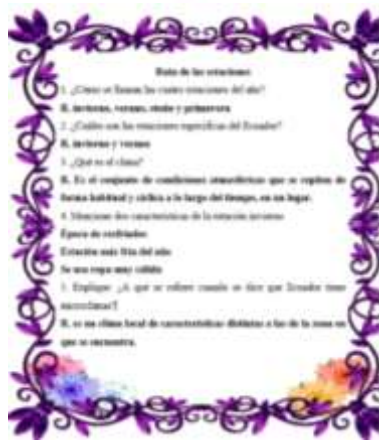 Ruta de las estaciones
1. ¿Cómo se llaman las cuatro estaciones del año?
R. invierno, verano, otoño y primavera
2. ¿Cuáles son las estaciones específicas del Ecuador?
R. invierno y verano
3. ¿Qué es el clima?
R. Es el conjunto de condiciones atmosféricas que se repiten de
forma habitual y cíclica a lo largo del tiempo, en un lugar.
4. Mencione dos características de la estación invierno
Época de resfriados
Estación más fría del año
Se usa ropa muy cálida
5. Explique: ¿A qué se refiere cuando se dice que Ecuador tiene
microclimas?
R. es un clima local de características distintas a las de la zona en
que se encuentra.